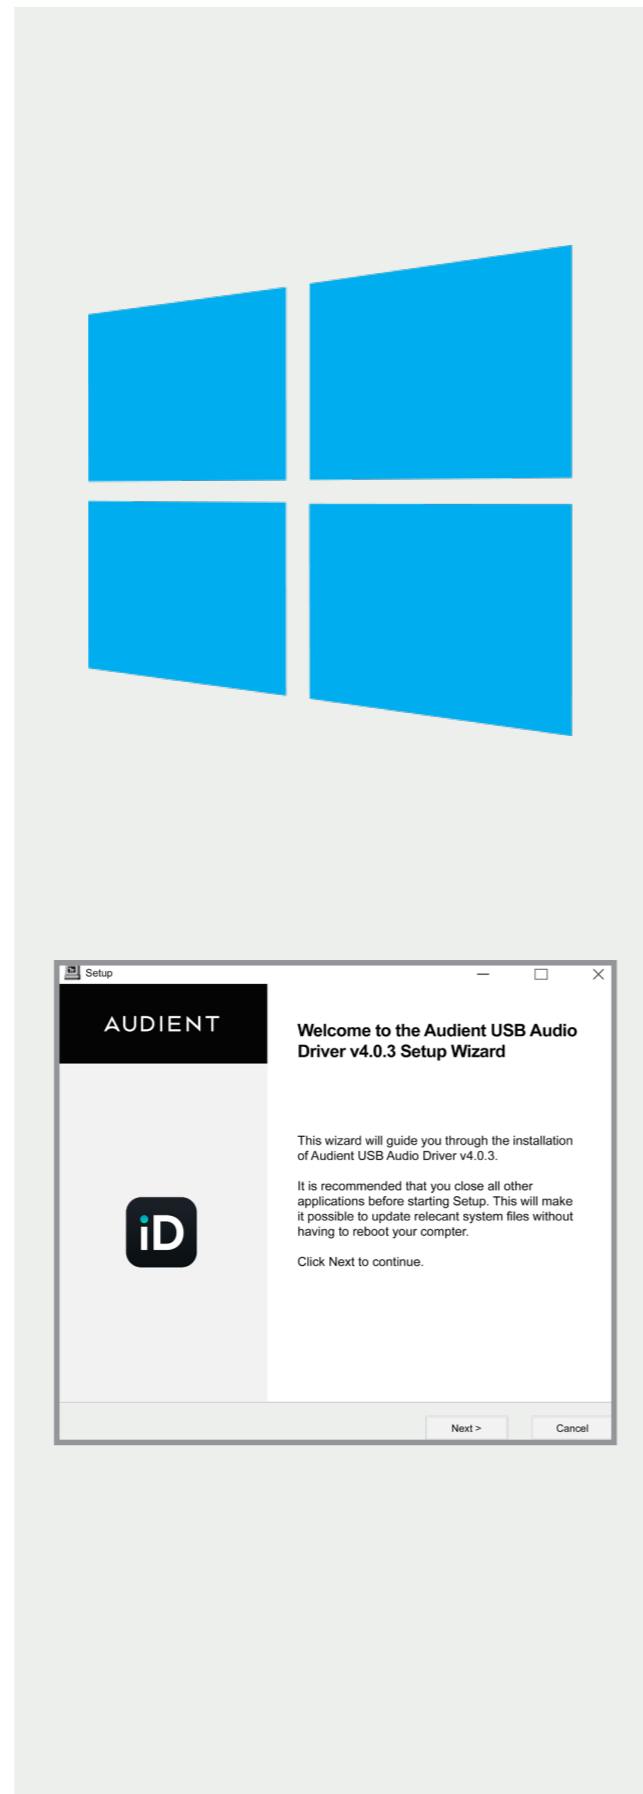 Setup
AUDIENT
Welcome to the Audient USB Audio
Driver v4.0.3 Setup Wizard
This wizard will guide you through the installation
of Audient USB Audio Driver v4.0.3.
It is recommended that you close all other
applications before starting Setup. This will make
it possible to update relecant system files without
having to reboot your compter.
Click Next to continue.
iD
Next >
Cancel